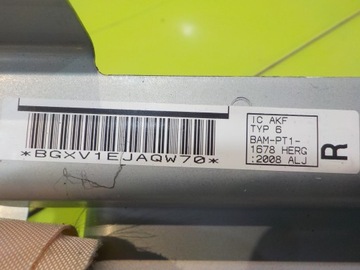 *BGXV1EJAQW70*
IC AKF
TYP 6
BAM-PT1-
1678 HERG
:2008 ALJ
R